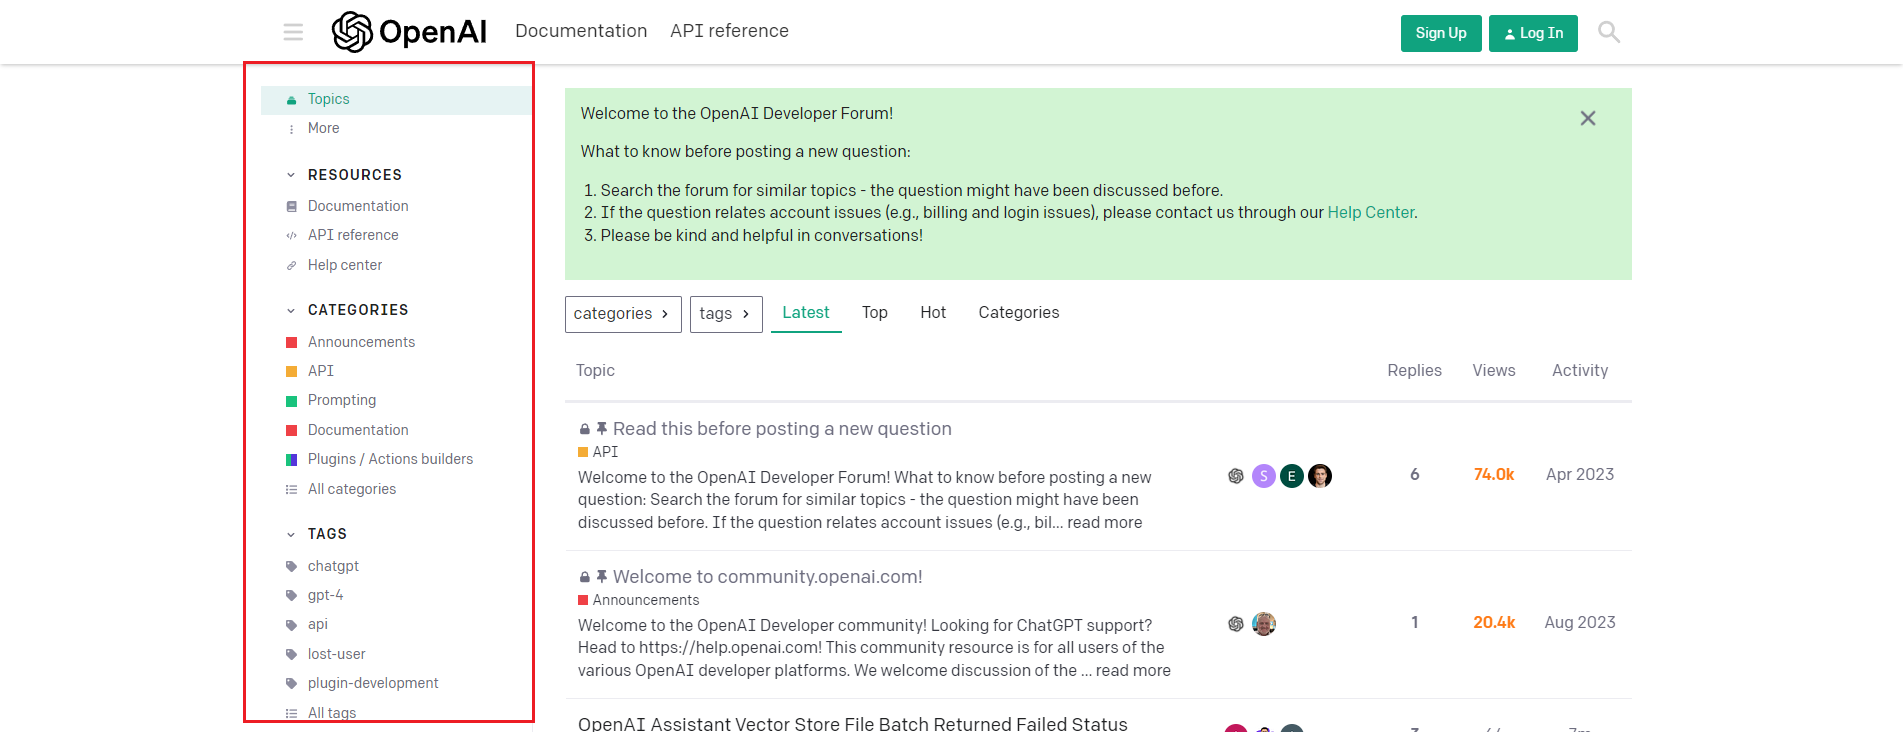 OpenAI Documentation API reference Sign Up Log In
Topics
More
RESOURCES
Documentation
API reference
Help center
CATEGORIES
Announcements
API
Prompting
Documentation
Plugins / Actions builders
All categories
TAGS
chatgpt
gpt-4
api
lost-user
plugin-development
All tags
Welcome to the OpenAI Developer Forum!
What to know before posting a new question:
1. Search the forum for similar topics - the question might have been discussed before.
2. If the question relates account issues (e.g., billing and login issues), please contact us through our Help Center.
3. Please be kind and helpful in conversations!
categories tags Latest Top Hot Categories
Topic Replies Views Activity
Read this before posting a new question
API
Welcome to the OpenAI Developer Forum! What to know before posting a new
question: Search the forum for similar topics - the question might have been
discussed before. If the question relates account issues (e.g., bil... read more
S E 6 74.0k Apr 2023
Welcome to community.openai.com!
Announcements
Welcome to the OpenAI Developer community! Looking for ChatGPT support?
Head to https://help.openai.com! This community resource is for all users of the
various OpenAI developer platforms. We welcome discussion of the ... read more
1 20.4k Aug 2023
OpenAI Assistant Vector Store File Batch Returned Failed Status